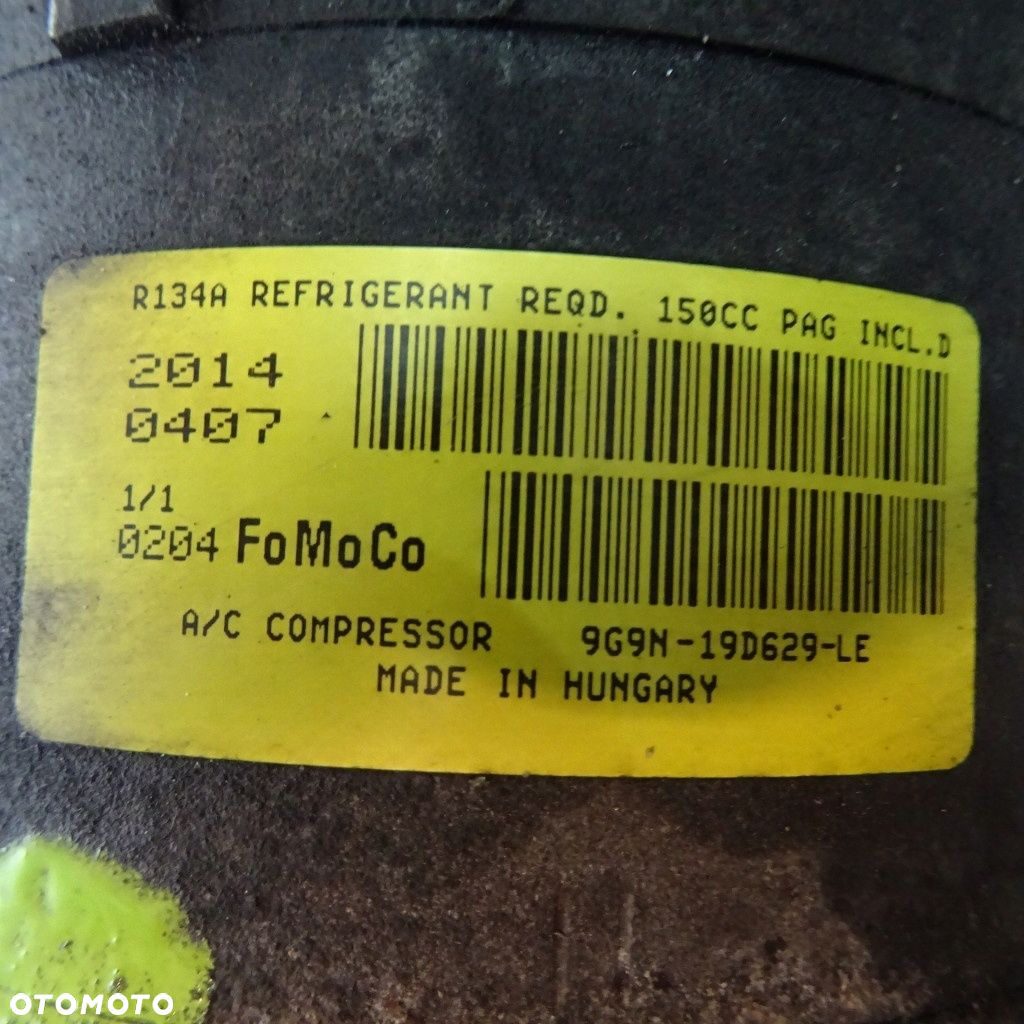 R134A REFRIGERANT REQD. 150CC PAG INCL.D
2014
0407
1/1
0204 FoMoCo
A/C COMPRESSOR 9G9N-19D629-LE
MADE IN HUNGARY
OTOMOTO